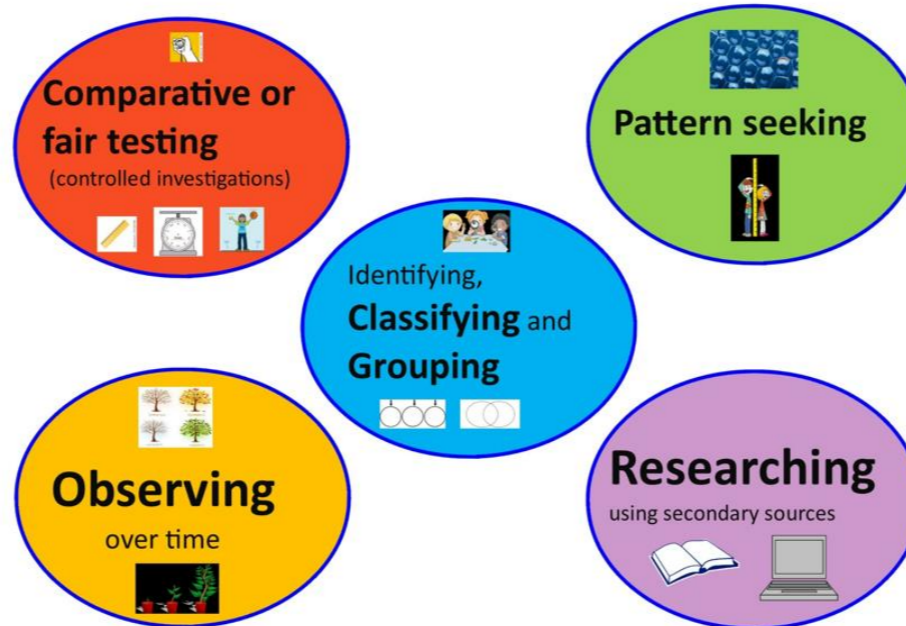 Comparative or
fair testing
(controlled investigations)
Pattern seeking
Identifying,
Classifying and
Grouping
Observing
over time
Researching
using secondary sources